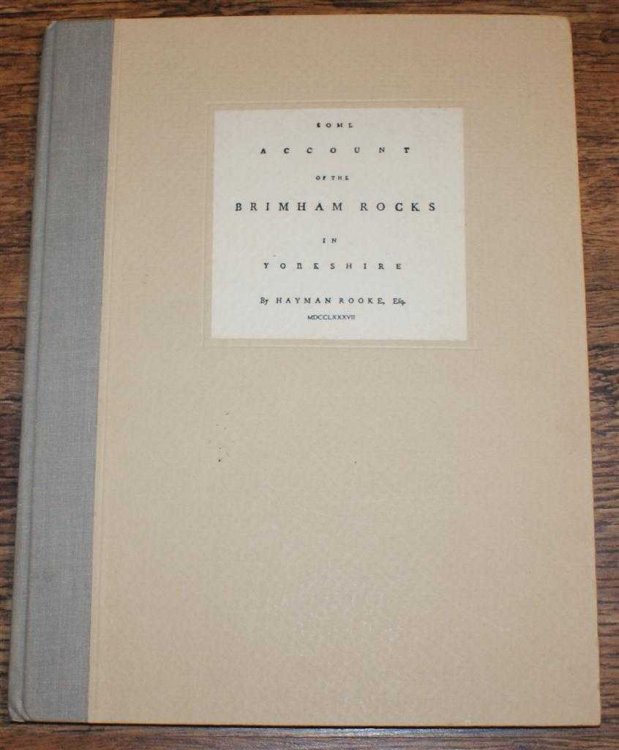 SOME
ACCOUNT
OF THE
BRIMHAM ROCKS
IN
YORKSHIRE
By HAYMAN ROOKE, Esq.
MDCCLXXXVII